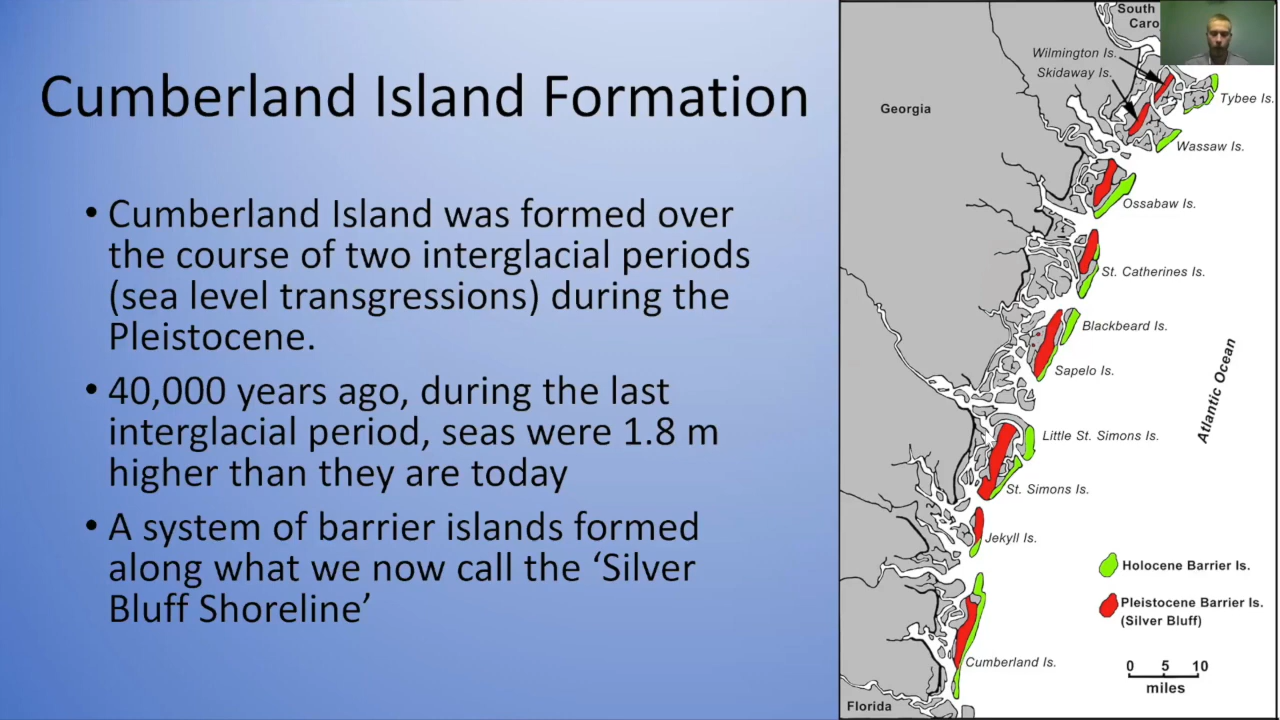 Cumberland Island Formation
• Cumberland Island was formed over
the course of two interglacial periods
(sea level transgressions) during the
Pleistocene.
• 40,000 years ago, during the last
interglacial period, seas were 1.8 m
higher than they are today
• A system of barrier islands formed
along what we now call the ‘Silver
Bluff Shoreline’
South
Caro
Wilmington Is.
Skidaway Is.
Tybee Is.
Georgia
Wassaw Is.
Ossabaw Is.
St. Catherines Is.
Blackbeard Is.
Sapelo Is.
Atlantic Ocean
Little St. Simons Is.
St. Simons Is.
Jekyll Is.
Holocene Barrier Is.
Pleistocene Barrier Is.
(Silver Bluff)
Cumberland Is.
0 5 10
miles
Florida